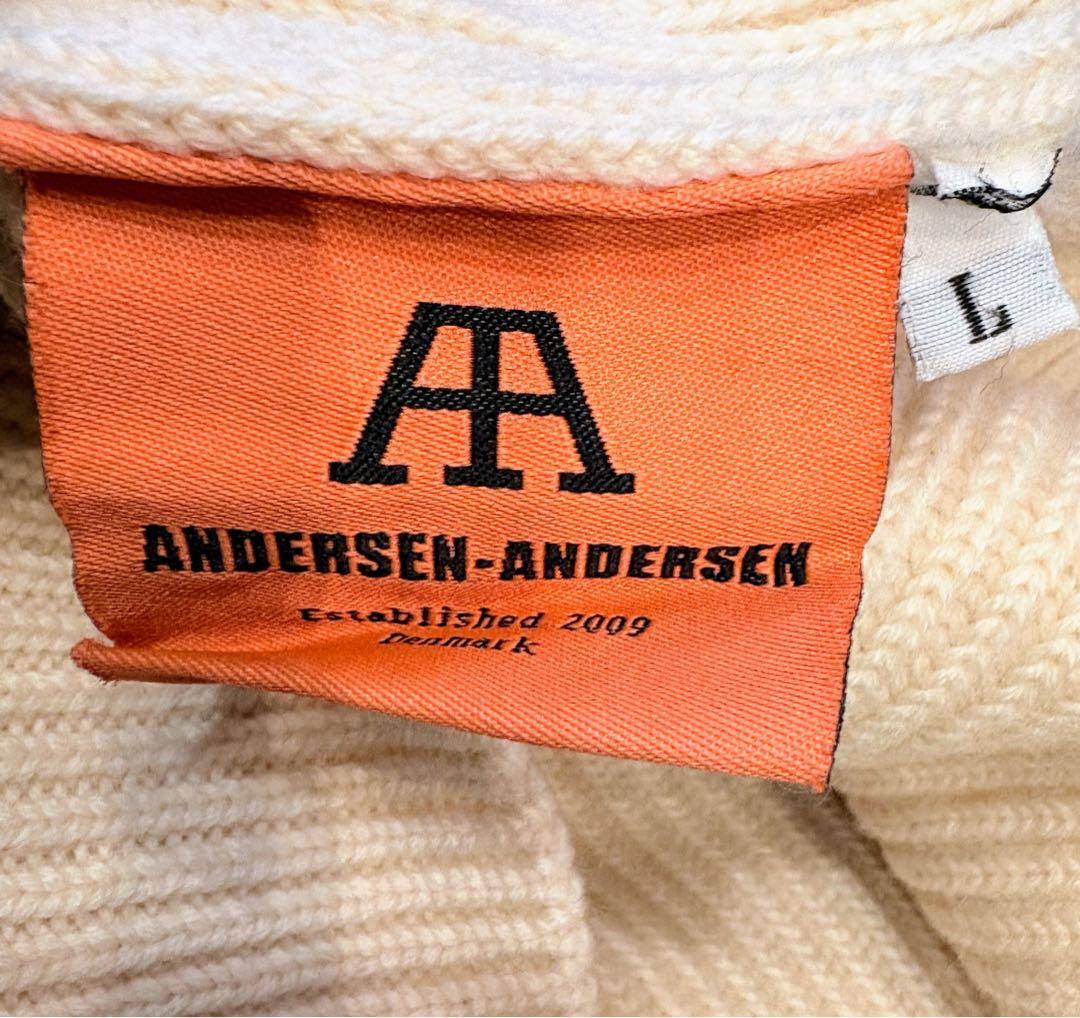 AA
ANDERSEN-ANDERSEN
Established 2009
Denmark
L